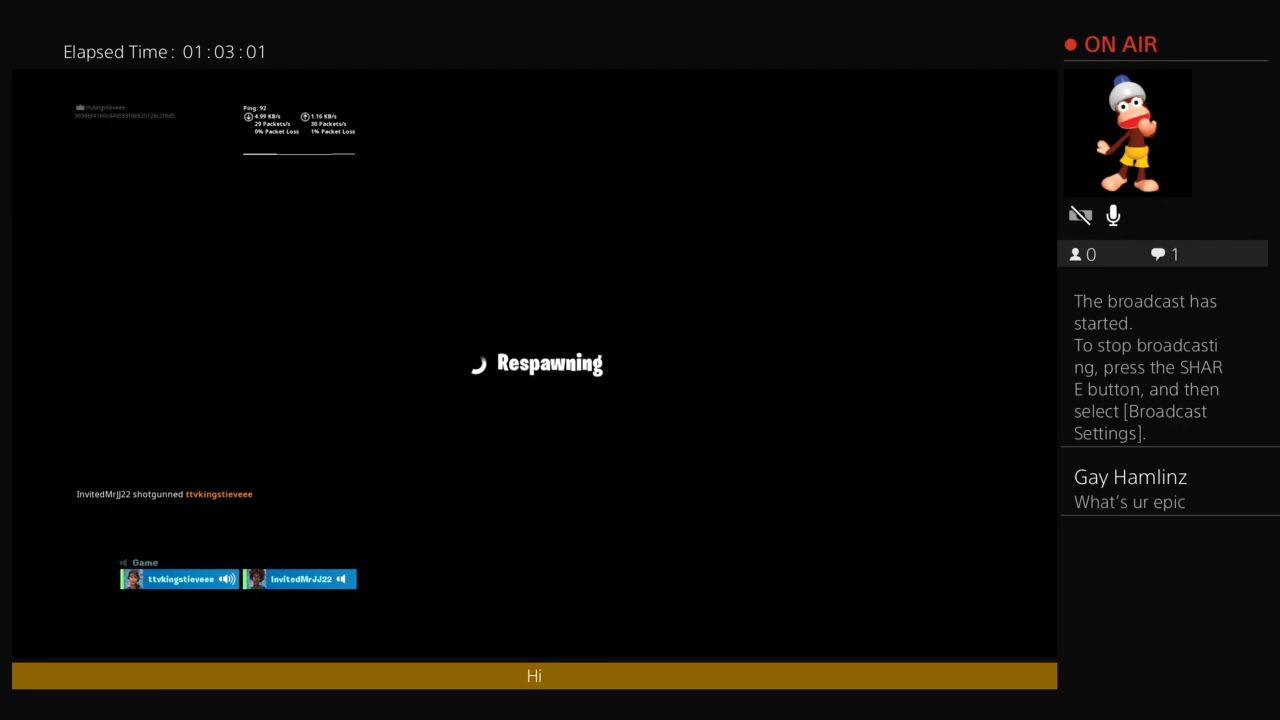 Elapsed Time: 01:03:01
ON AIR
ttvkingstieveee
Ping: 92
4.99 KB/s 1.16 KB/s
29 Packets/s 30 Packets/s
0% Packet Loss 1% Packet Loss
0 1
The broadcast has
started.
To stop broadcasti
ng, press the SHAR
E button, and then
select [Broadcast
Settings].
Respawning
Gay Hamlinz
What's ur epic
InvitedMrJJ22 shotgunned ttvkingstieveee
Game
ttvkingstieveee InvitedMrJJ22
Hi